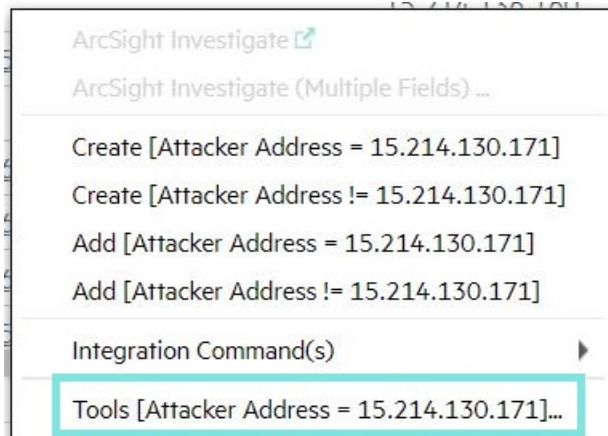 ArcSight Investigate
ArcSight Investigate (Multiple Fields) ...
Create [Attacker Address = 15.214.130.171]
Create [Attacker Address != 15.214.130.171]
Add [Attacker Address = 15.214.130.171]
Add [Attacker Address != 15.214.130.171]
Integration Command(s)
Tools [Attacker Address = 15.214.130.171]...